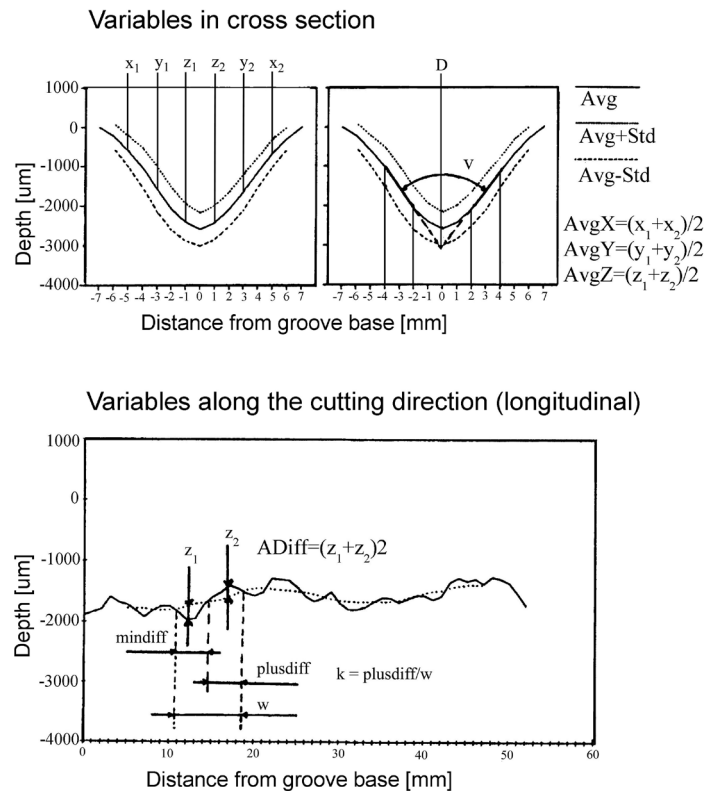 Variables in cross section
x1 y1 z1 z2 y2 x2
D
1000
0
-1000
-2000
-3000
-4000
Depth [um]
-7 -6 -5 -4 -3 -2 -1 0 1 2 3 4 5 6 7
v
-7 -6 -5 -4 -3 -2 -1 0 1 2 3 4 5 6 7
Distance from groove base [mm]
Avg
Avg+Std
Avg-Std
AvgX=(x1+x2)/2
AvgY=(y1+y2)/2
AvgZ=(z1+z2)/2
Variables along the cutting direction (longitudinal)
1000
0
-1000
-2000
-3000
-4000
Depth [um]
z1
z2
ADiff=(z1+z2)2
mindiff
plusdiff
k = plusdiff/w
w
0 10 20 30 40 50 60
Distance from groove base [mm]